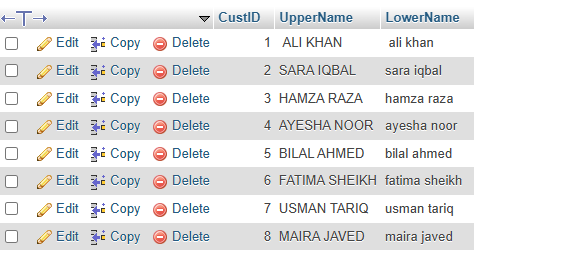 CustID UpperName LowerName
Edit Copy Delete 1 ALI KHAN ali khan
Edit Copy Delete 2 SARA IQBAL sara iqbal
Edit Copy Delete 3 HAMZA RAZA hamza raza
Edit Copy Delete 4 AYESHA NOOR ayesha noor
Edit Copy Delete 5 BILAL AHMED bilal ahmed
Edit Copy Delete 6 FATIMA SHEIKH fatima sheikh
Edit Copy Delete 7 USMAN TARIQ usman tariq
Edit Copy Delete 8 MAIRA JAVED maira javed